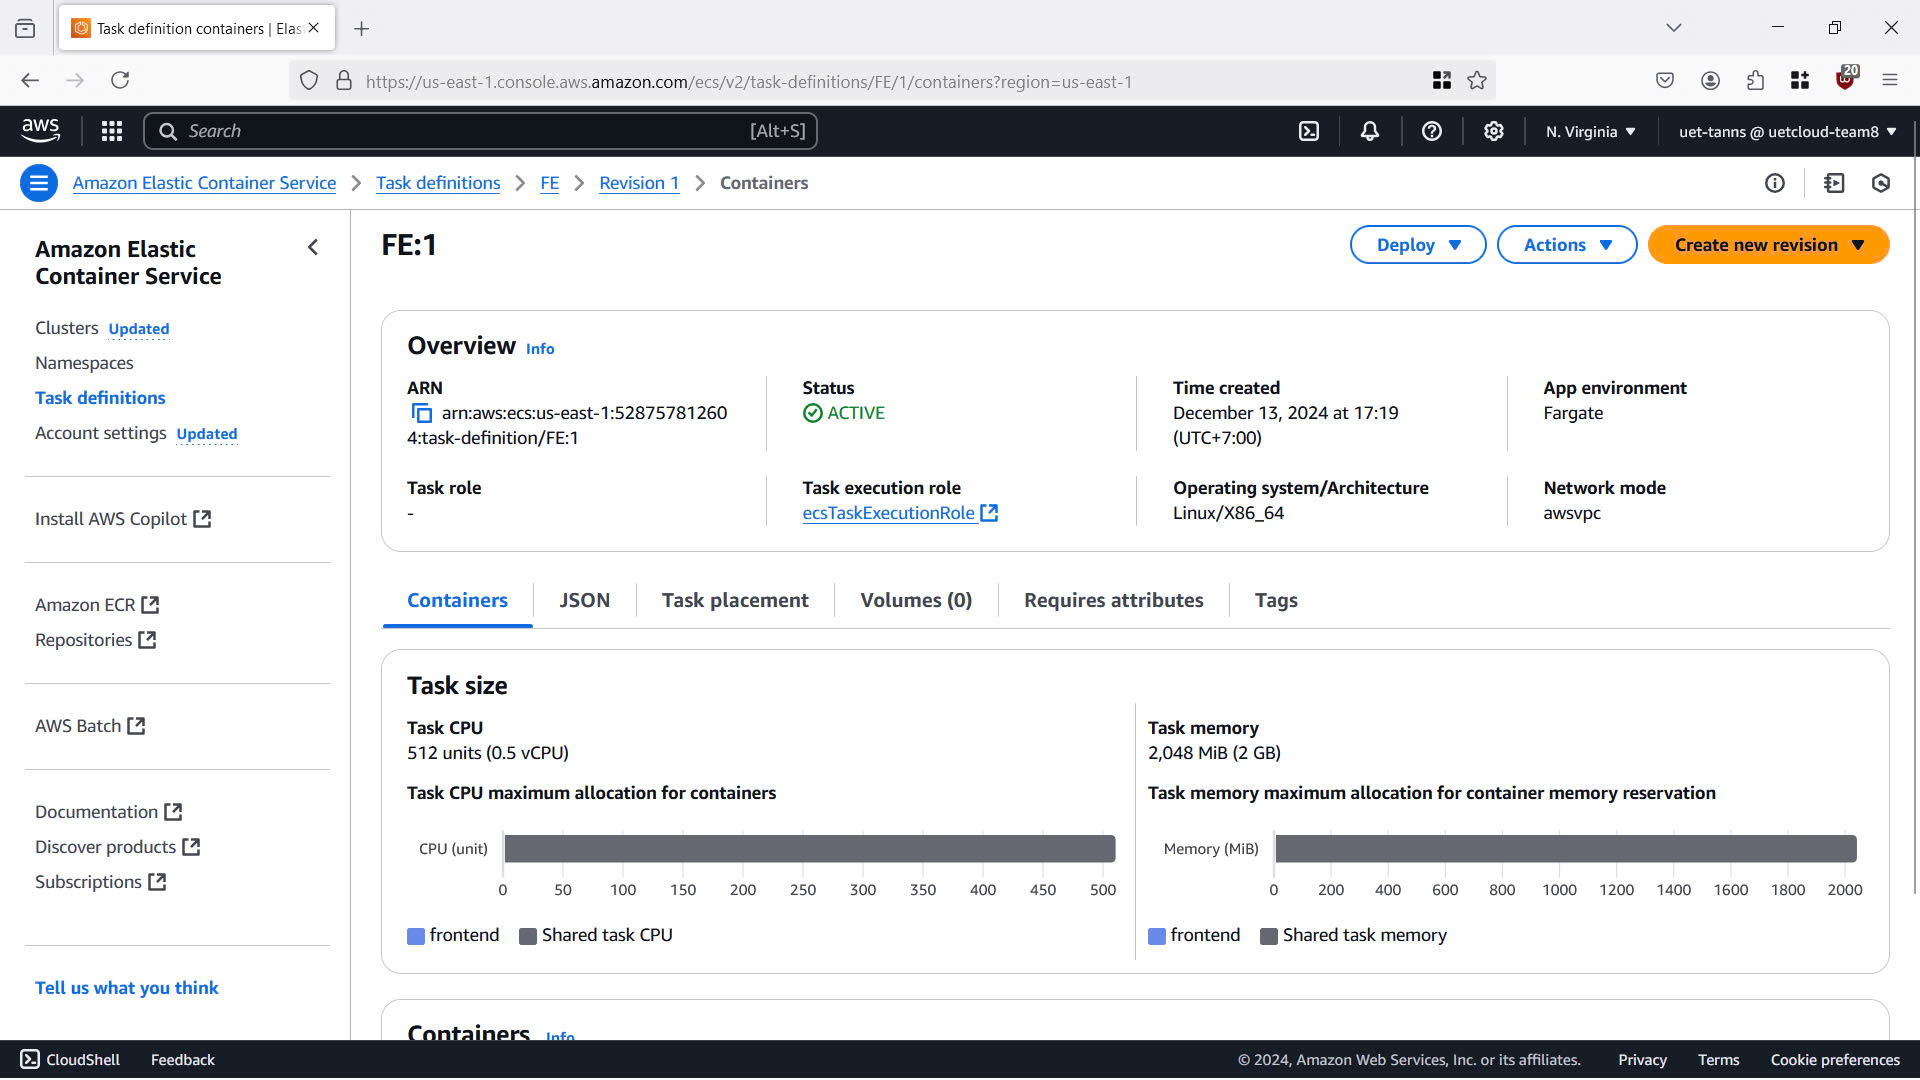 Task definition containers | Elas
https://us-east-1.console.aws.amazon.com/ecs/v2/task-definitions/FE/1/containers?region=us-east-1
20
aws
Search [Alt+S]
N. Virginia
uet-tanns @ uetcloud-team8
Amazon Elastic Container Service
Task definitions
FE
Revision 1
Containers
Amazon Elastic
Container Service
Clusters Updated
Namespaces
Task definitions
Account settings Updated
Install AWS Copilot
Amazon ECR
Repositories
AWS Batch
Documentation
Discover products
Subscriptions
Tell us what you think
FE:1
Deploy
Actions
Create new revision
Overview Info
ARN
arn:aws:ecs:us-east-1:52875781260
4:task-definition/FE:1
Status
ACTIVE
Time created
December 13, 2024 at 17:19
(UTC+7:00)
App environment
Fargate
Task role
-
Task execution role
ecsTaskExecutionRole
Operating system/Architecture
Linux/X86_64
Network mode
awsvpc
Containers
JSON
Task placement
Volumes (0)
Requires attributes
Tags
Task size
Task CPU
512 units (0.5 vCPU)
Task CPU maximum allocation for containers
CPU (unit)
0 50 100 150 200 250 300 350 400 450 500
frontend Shared task CPU
Task memory
2,048 MiB (2 GB)
Task memory maximum allocation for container memory reservation
Memory (MiB)
0 200 400 600 800 1000 1200 1400 1600 1800 2000
frontend Shared task memory
Containers Info
CloudShell
Feedback
© 2024, Amazon Web Services, Inc. or its affiliates.
Privacy
Terms
Cookie preferences